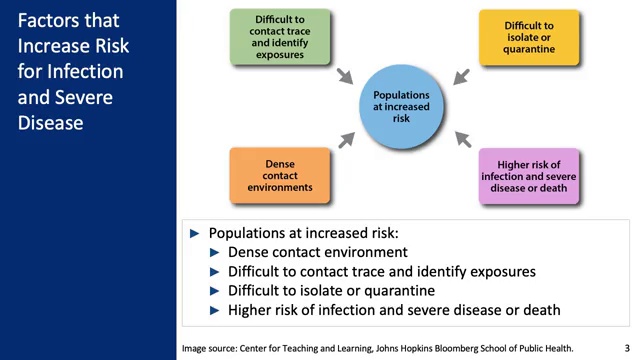 Factors that
Increase Risk
for Infection
and Severe
Disease
Difficult to
contact trace
and identify
exposures
Difficult to
isolate or
quarantine
Populations
at increased
risk
Dense
contact
environments
Higher risk of
infection and severe
disease or death
► Populations at increased risk:
► Dense contact environment
► Difficult to contact trace and identify exposures
► Difficult to isolate or quarantine
► Higher risk of infection and severe disease or death
Image source: Center for Teaching and Learning, Johns Hopkins Bloomberg School of Public Health.
3